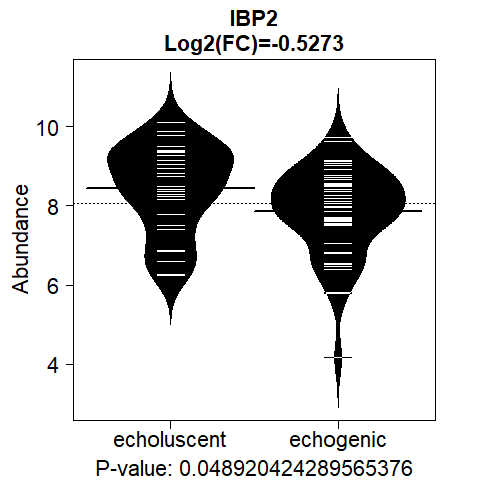 IBP2
Log2(FC)=-0.5273
Abundance
10
8
6
4
echoluscent echogenic
P-value: 0.048920424289565376